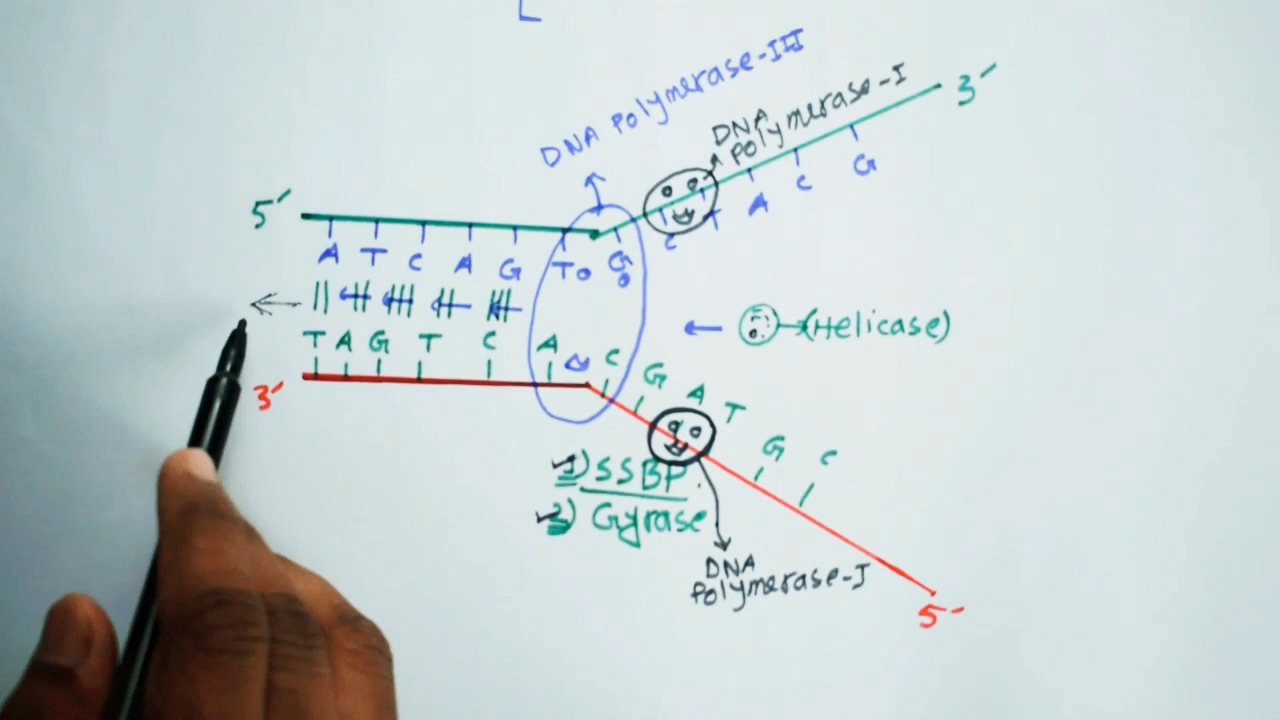 DNA Polymerase-III
DNA
Polymerase-I
3′
5′
A T C A G T G C T A C G
(Helicase)
T A G T C A C G A T G C
3′
1) SSBP
2) Gyrase
DNA
Polymerase-I
5′